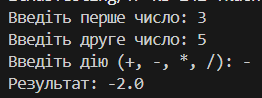 Введіть перше число: 3
Введіть друге число: 5
Введіть дію (+, -, *, /): -
Результат: -2.0